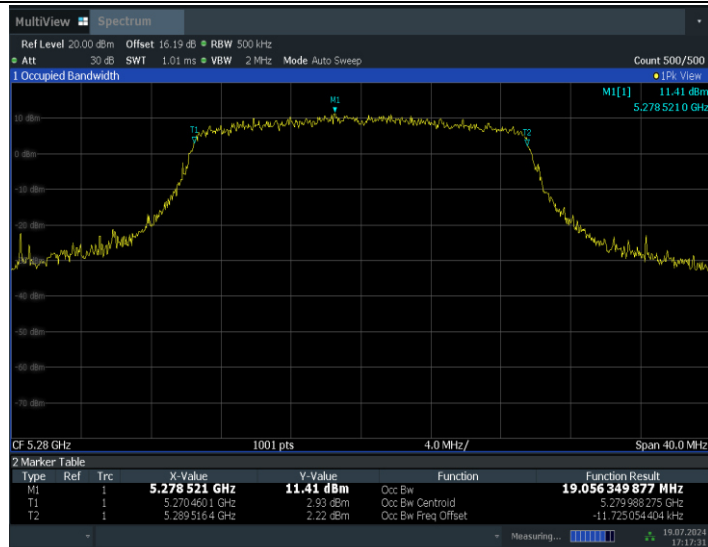 MultiView Spectrum
Ref Level 20.00 dBm Offset 16.19 dB RBW 500 kHz
Att 30 dB SWT 1.01 ms VBW 2 MHz Mode Auto Sweep Count 500/500
1 Occupied Bandwidth 1Pk View
M1[1] 11.41 dBm
5.278 521 0 GHz
M1
10 dBm
T1 T2
0 dBm
-10 dBm
-20 dBm
-30 dBm
-40 dBm
-50 dBm
-60 dBm
-70 dBm
CF 5.28 GHz 1001 pts 4.0 MHz/ Span 40.0 MHz
2 Marker Table
Type Ref Trc X-Value Y-Value Function Function Result
M1 1 5.278 521 GHz 11.41 dBm Occ Bw 19.056 349 877 MHz
T1 1 5.270 460 1 GHz 2.93 dBm Occ Bw Centroid 5.279 988 275 GHz
T2 1 5.289 516 4 GHz 2.22 dBm Occ Bw Freq Offset -11.725 054 404 kHz
Measuring... 19.07.2024
17:17:31